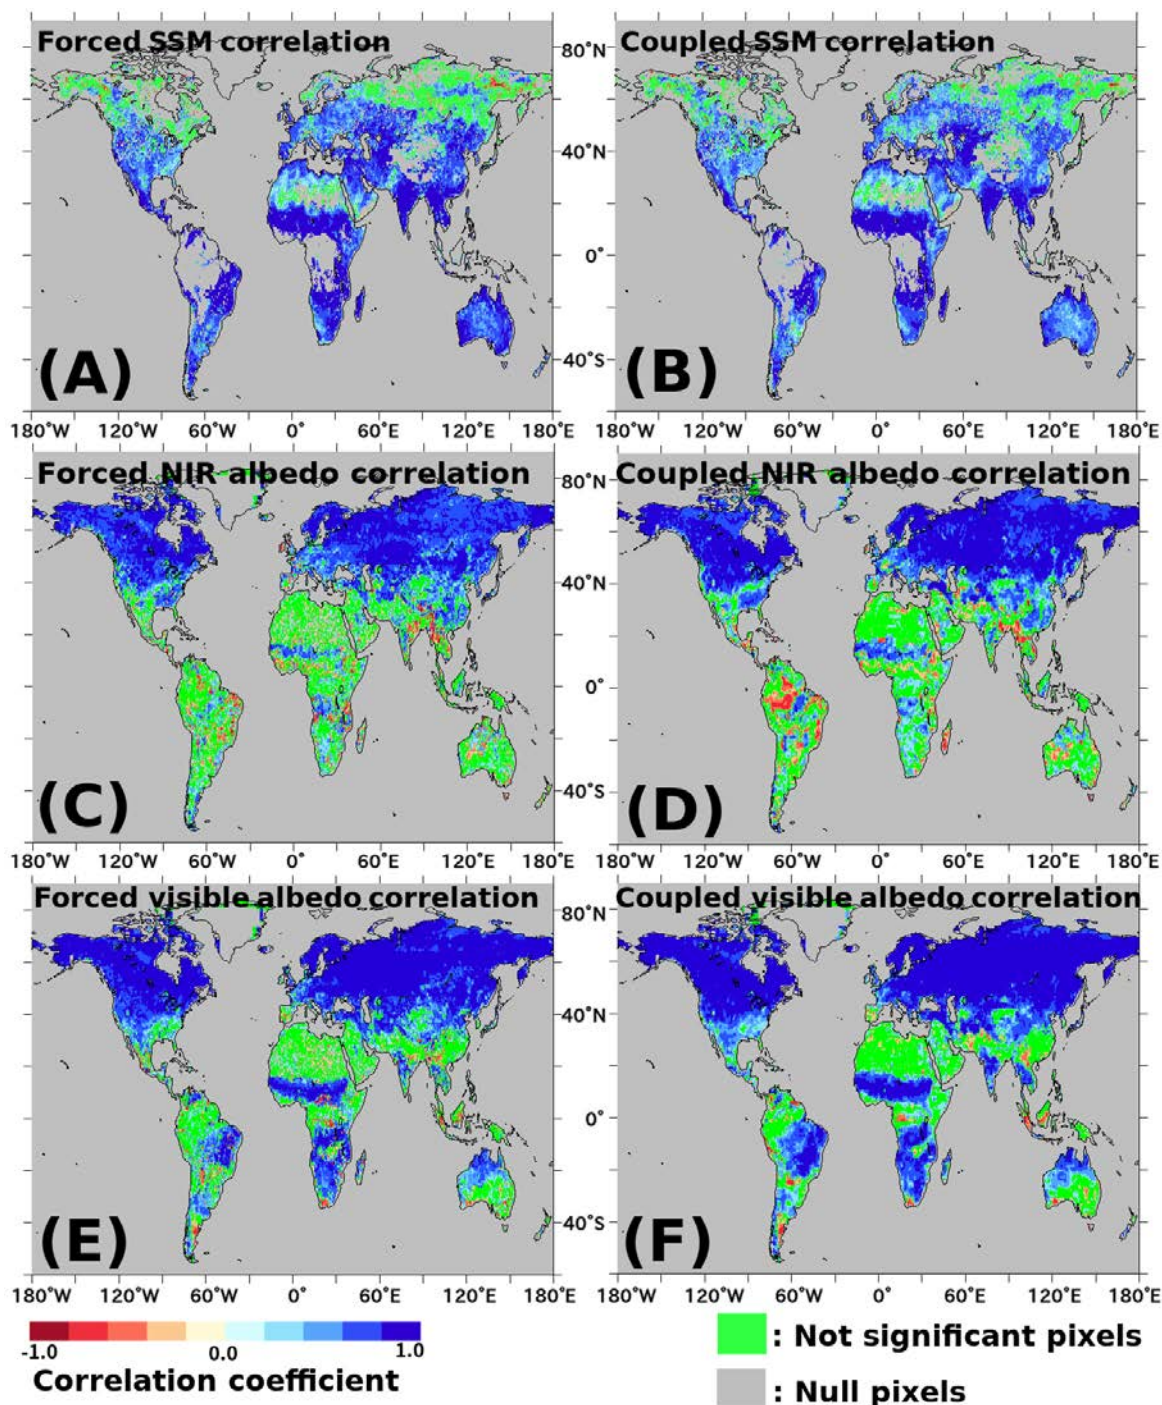 Forced SSM correlation
Coupled SSM correlation
80°N
40°N
0°
40°S
(A)
(B)
180°W 120°W 60°W 0° 60°E 120°E 180°E
180°W 120°W 60°W 0° 60°E 120°E 180°E
Forced NIR albedo correlation
Coupled NIR albedo correlation
80°N
40°N
0°
40°S
(C)
(D)
180°W 120°W 60°W 0° 60°E 120°E 180°E
180°W 120°W 60°W 0° 60°E 120°E 180°E
Forced visible albedo correlation
Coupled visible albedo correlation
80°N
40°N
0°
40°S
(E)
(F)
180°W 120°W 60°W 0° 60°E 120°E 180°E
180°W 120°W 60°W 0° 60°E 120°E 180°E
-1.0 0.0 1.0
Correlation coefficient
: Not significant pixels
: Null pixels